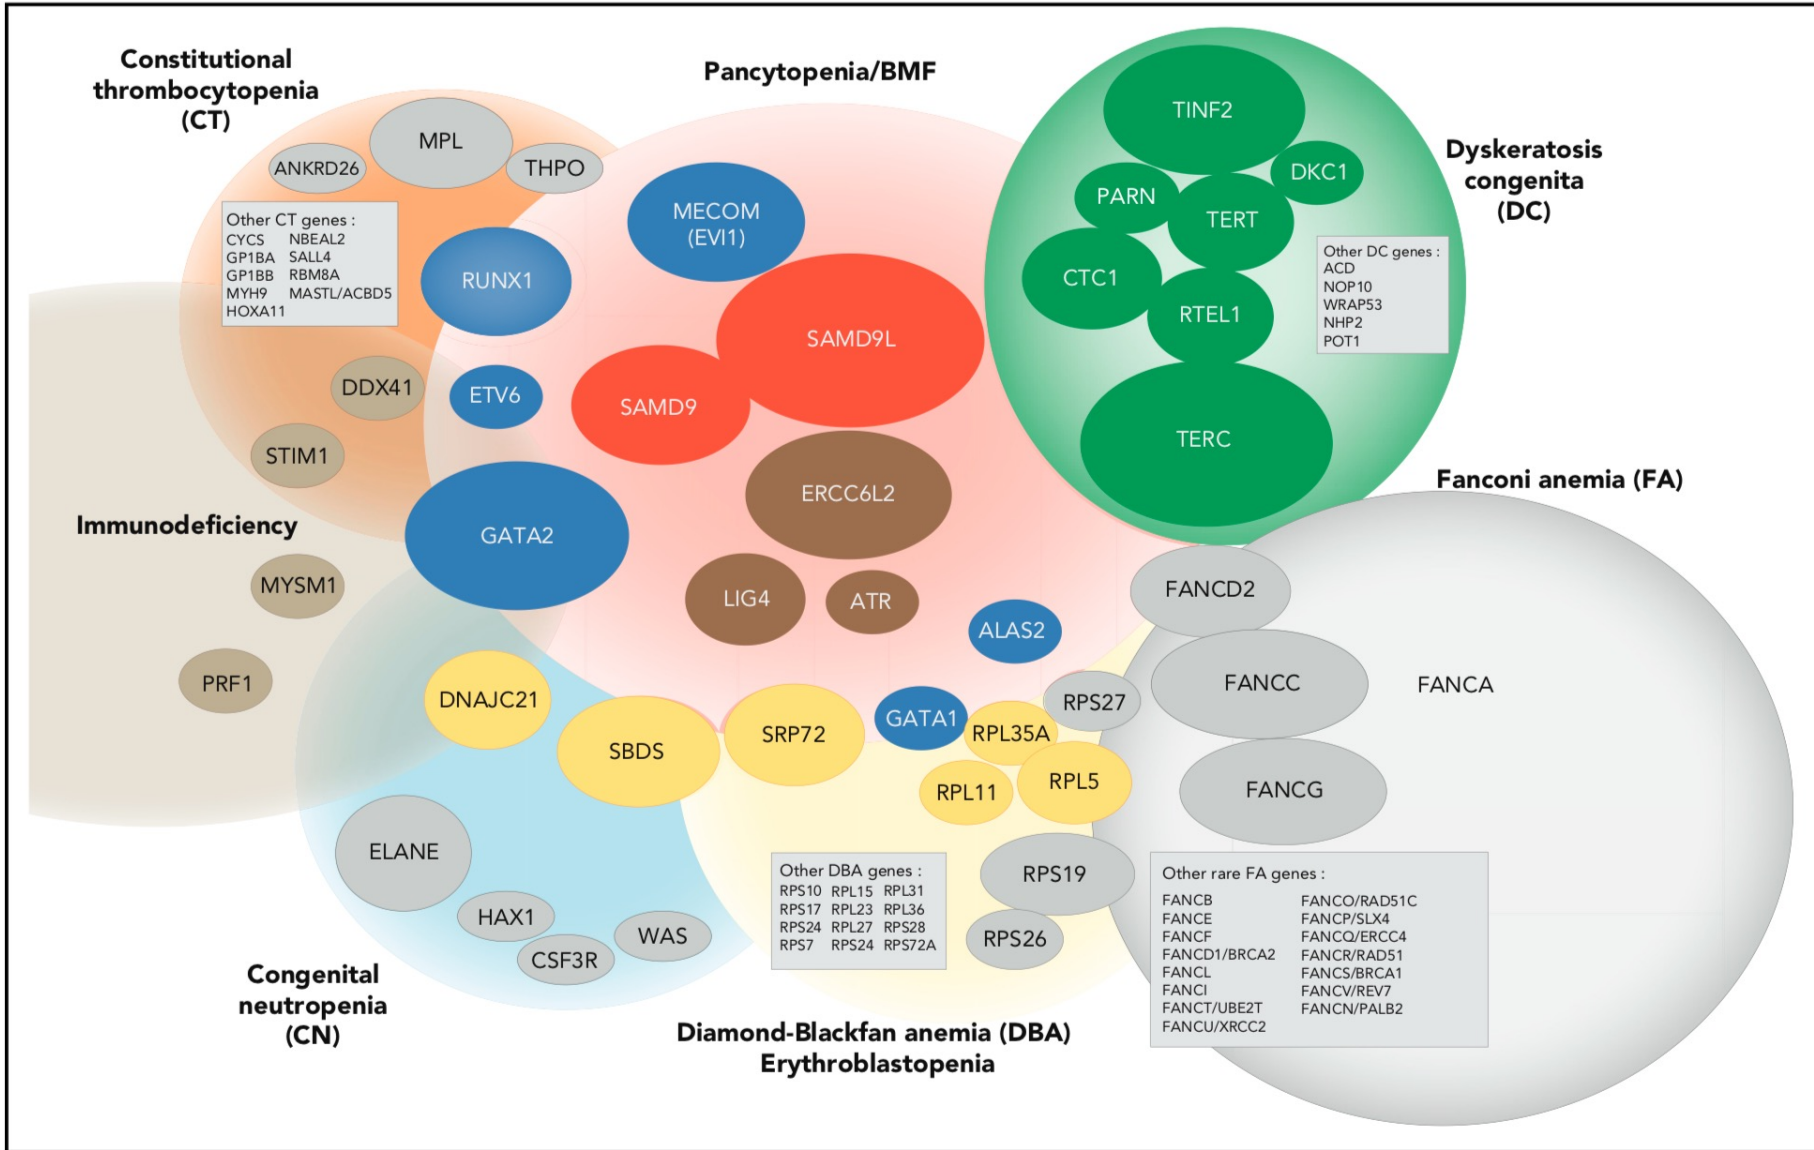 Constitutional
thrombocytopenia
(CT)
Pancytopenia/BMF
Dyskeratosis
congenita
(DC)
Fanconi anemia (FA)
Immunodeficiency
Congenital
neutropenia
(CN)
Diamond-Blackfan anemia (DBA)
Erythroblastopenia
ANKRD26
MPL
THPO
Other CT genes :
CYCS NBEAL2
GP1BA SALL4
GP1BB RBM8A
MYH9 MASTL/ACBD5
HOXA11
RUNX1
DDX41
ETV6
STIM1
GATA2
MYSM1
PRF1
MECOM
(EVI1)
SAMD9L
SAMD9
ERCC6L2
LIG4
ATR
ALAS2
GATA1
TINF2
PARN
DKC1
TERT
CTC1
RTEL1
TERC
Other DC genes :
ACD
NOP10
WRAP53
NHP2
POT1
FANCD2
FANCC
FANCA
FANCG
DNAJC21
SBDS
SRP72
RPS27
RPL35A
RPL11
RPL5
RPS19
RPS26
ELANE
HAX1
CSF3R
WAS
Other DBA genes :
RPS10 RPL15 RPL31
RPS17 RPL23 RPL36
RPS24 RPL27 RPS28
RPS7 RPS24 RPS72A
Other rare FA genes :
FANCB FANCO/RAD51C
FANCE FANCP/SLX4
FANCF FANCQ/ERCC4
FANCD1/BRCA2 FANCR/RAD51
FANCL FANCS/BRCA1
FANCI FANCV/REV7
FANCT/UBE2T FANCN/PALB2
FANCU/XRCC2